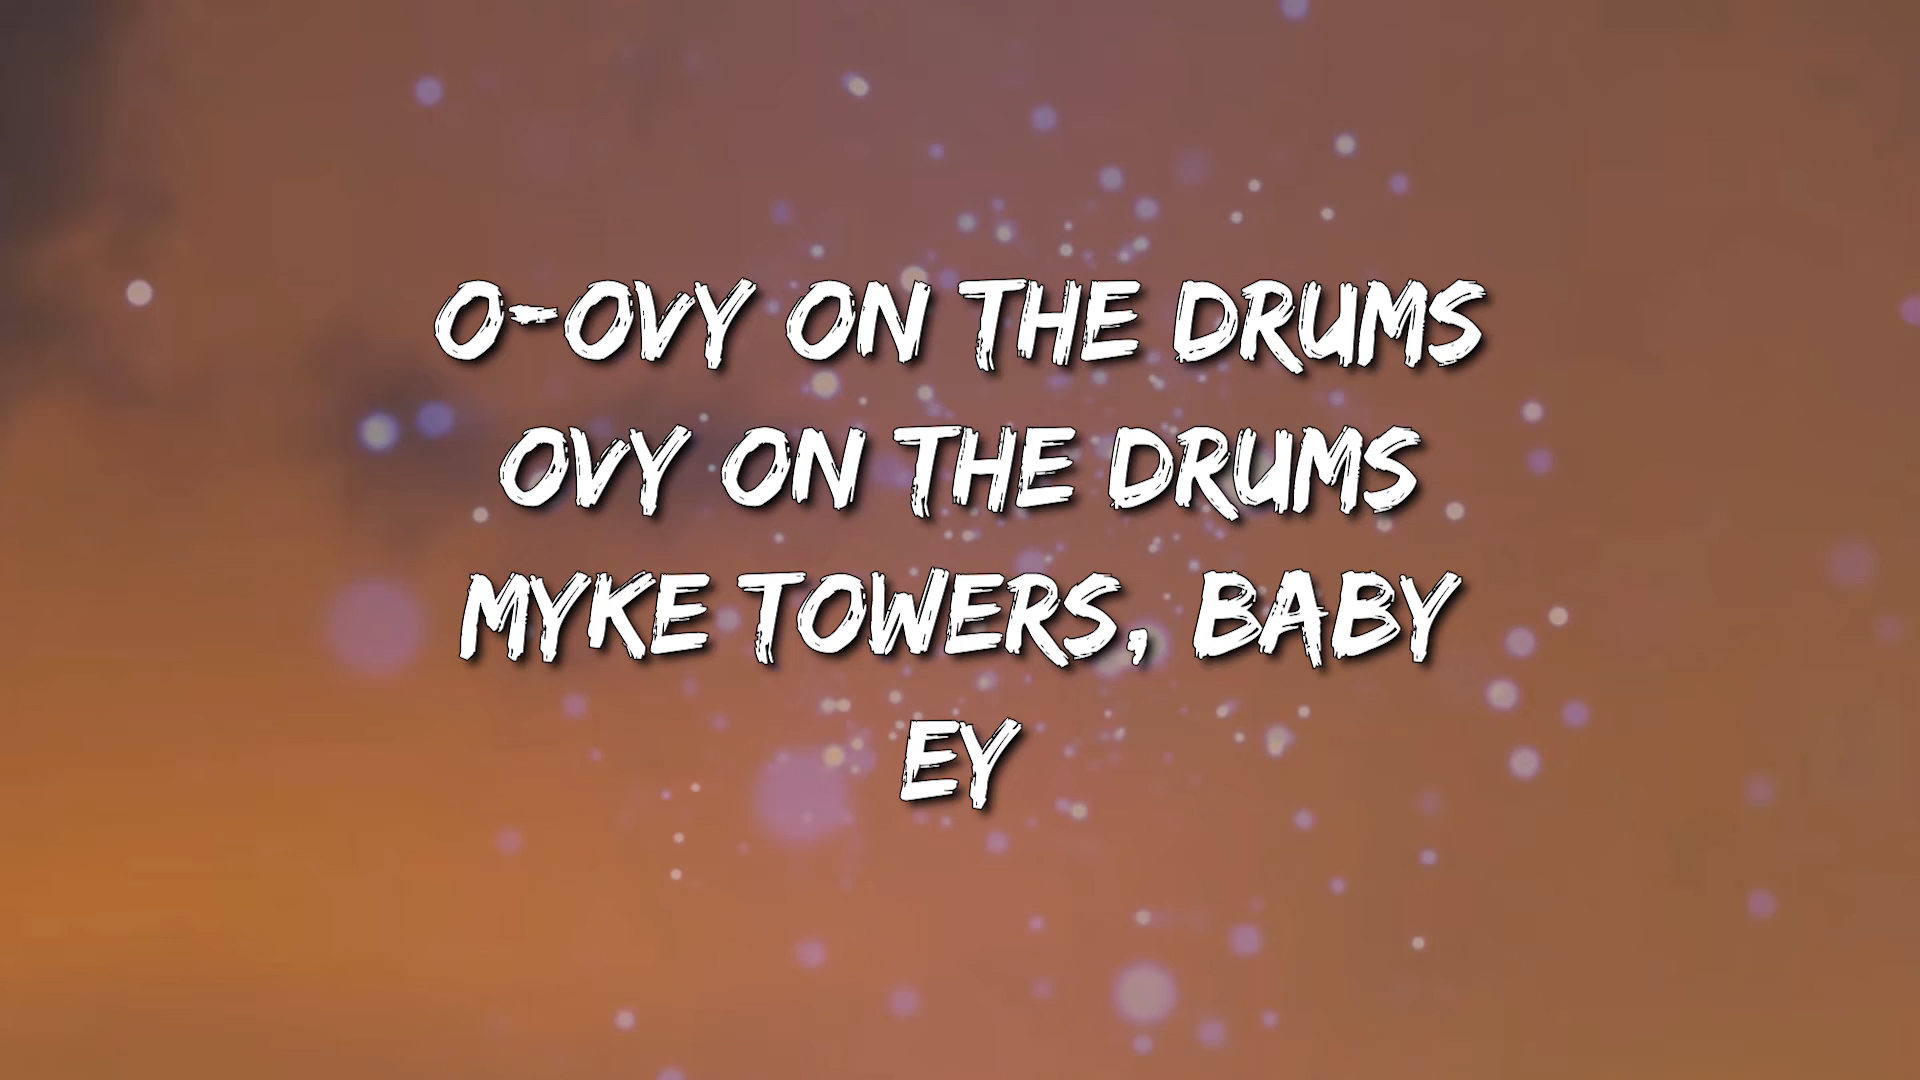 O-OVY ON THE DRUMS
OVY ON THE DRUMS
MYKE TOWERS, BABY
EY